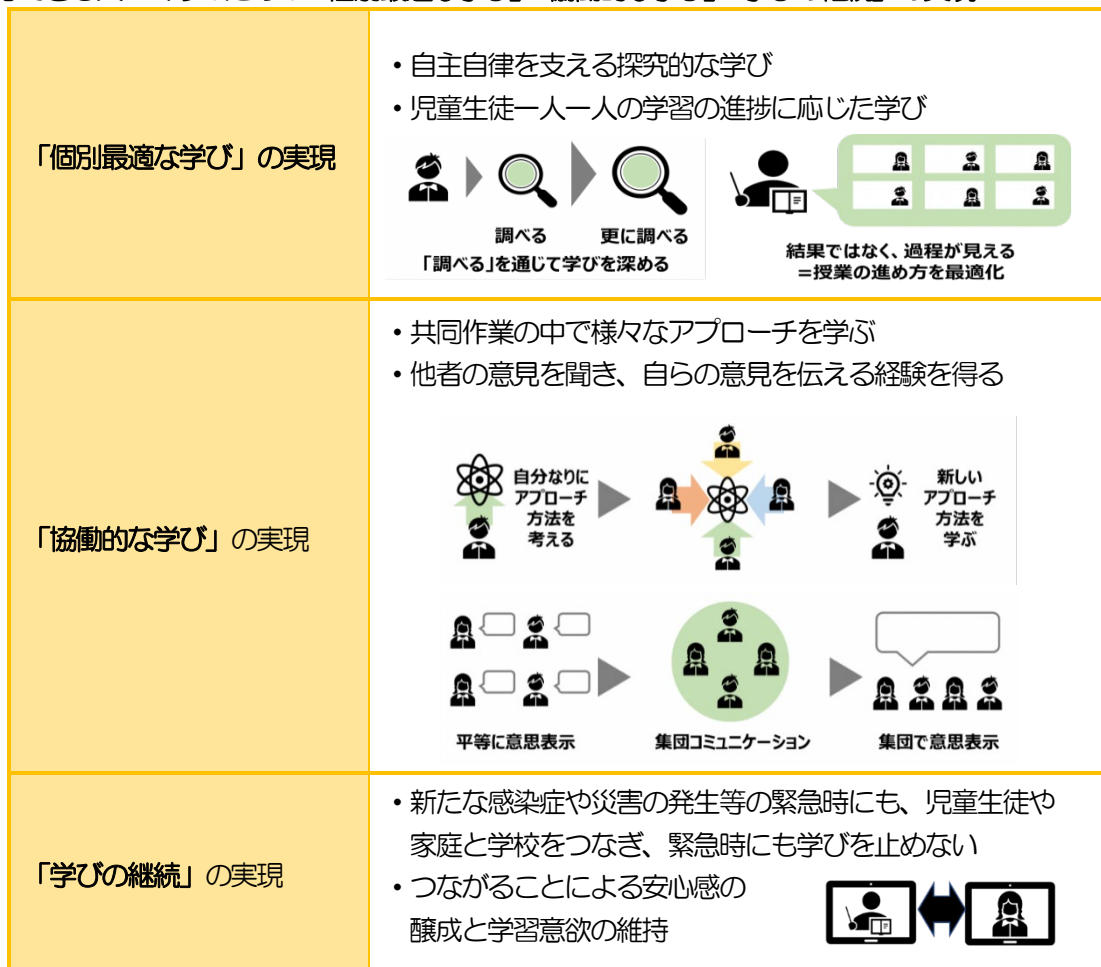 「個別最適な学び」の実現
・自主自律を支える探究的な学び
・児童生徒一人一人の学習の進捗に応じた学び
調べる
更に調べる
「調べる」を通じて学びを深める
結果ではなく、過程が見える
＝授業の進め方を最適化
「協働的な学び」の実現
・共同作業の中で様々なアプローチを学ぶ
・他者の意見を聞き、自らの意見を伝える経験を得る
自分なりに
アプローチ
方法を
考える
新しい
アプローチ
方法を
学ぶ
平等に意思表示
集団コミュニケーション
集団で意思表示
「学びの継続」の実現
・新たな感染症や災害の発生等の緊急時にも、児童生徒や
家庭と学校をつなぎ、緊急時にも学びを止めない
・つながることによる安心感の
醸成と学習意欲の維持